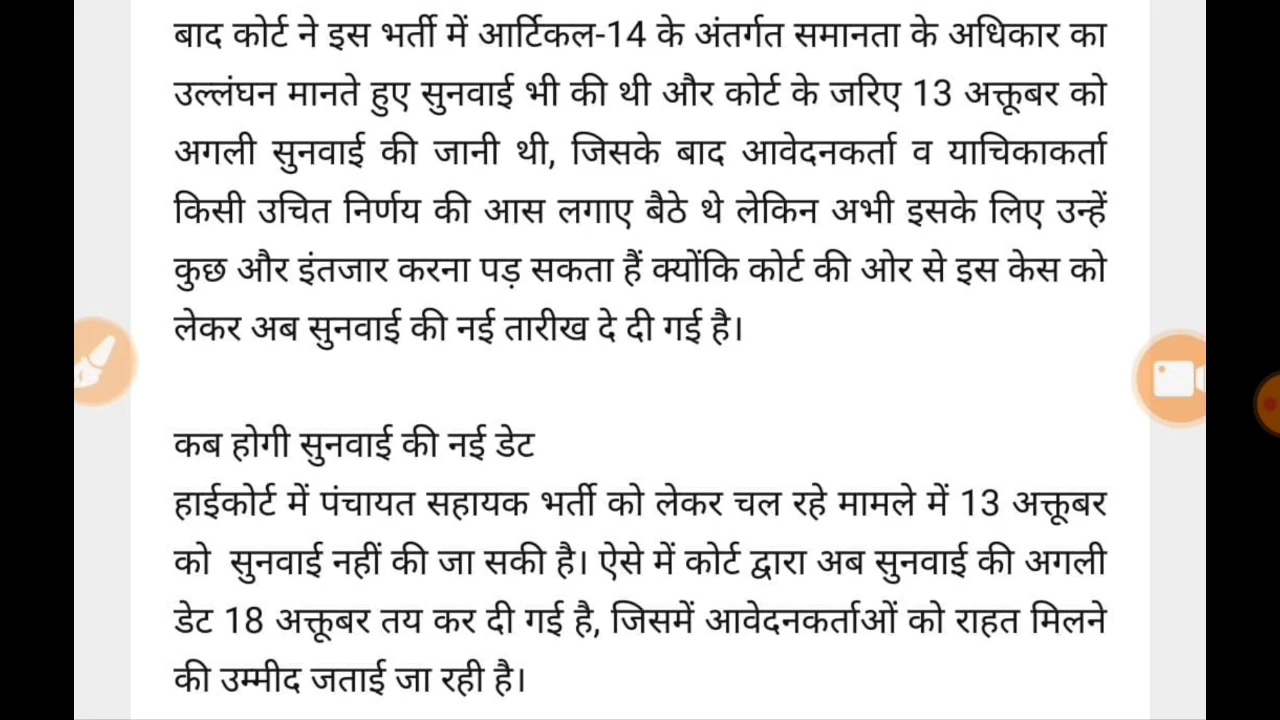 बाद कोर्ट ने इस भर्ती में आर्टिकल-14 के अंतर्गत समानता के अधिकार का
उल्लंघन मानते हुए सुनवाई भी की थी और कोर्ट के जरिए 13 अक्तूबर को
अगली सुनवाई की जानी थी, जिसके बाद आवेदनकर्ता व याचिकाकर्ता
किसी उचित निर्णय की आस लगाए बैठे थे लेकिन अभी इसके लिए उन्हें
कुछ और इंतजार करना पड़ सकता हैं क्योंकि कोर्ट की ओर से इस केस को
लेकर अब सुनवाई की नई तारीख दे दी गई है।
कब होगी सुनवाई की नई डेट
हाईकोर्ट में पंचायत सहायक भर्ती को लेकर चल रहे मामले में 13 अक्तूबर
को सुनवाई नहीं की जा सकी है। ऐसे में कोर्ट द्वारा अब सुनवाई की अगली
डेट 18 अक्तूबर तय कर दी गई है, जिसमें आवेदनकर्ताओं को राहत मिलने
की उम्मीद जताई जा रही है।